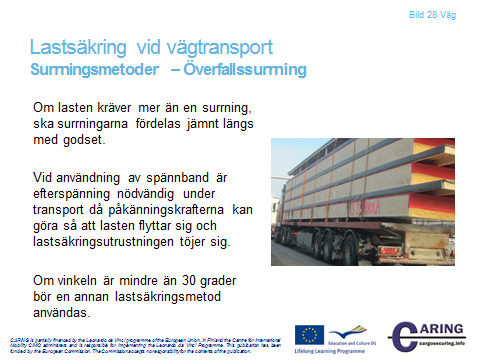 Bild 28 Väg
Lastsäkring vid vägtransport
Surrningsmetoder – Överfallssurrning
Om lasten kräver mer än en surrning,
ska surrningarna fördelas jämnt längs
med godset.
Vid användning av spännband är
efterspänning nödvändig under
transport då påkänningskrafterna kan
göra så att lasten flyttar sig och
lastsäkringsutrustningen töjer sig.
Om vinkeln är mindre än 30 grader
bör en annan lastsäkringsmetod
användas.
CARING is partially financed by the Leonardo da Vinci programme of the European Union. In Finland the Centre for International
Mobility CIMO administers and is responsible for implementing the Leonardo da Vinci Programme. This publication has been
funded by the European Commission. The Commission accepts no responsibility for the contents of the publication.
Education and Culture DG
Lifelong Learning Programme
CARING
cargosecuring.info